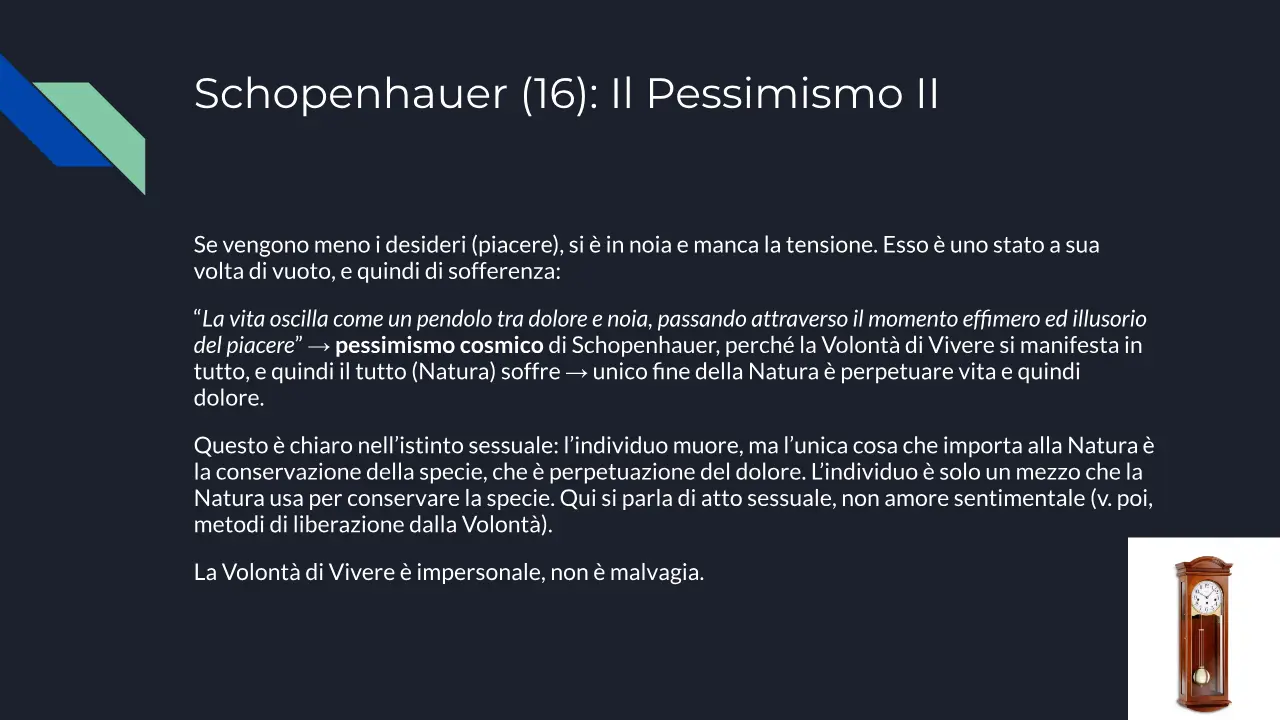 Schopenhauer (16): Il Pessimismo II
Se vengono meno i desideri (piacere), si è in noia e manca la tensione. Esso è uno stato a sua
volta di vuoto, e quindi di sofferenza:
“La vita oscilla come un pendolo tra dolore e noia, passando attraverso il momento effimero ed illusorio
del piacere” → pessimismo cosmico di Schopenhauer, perché la Volontà di Vivere si manifesta in
tutto, e quindi il tutto (Natura) soffre → unico fine della Natura è perpetuare vita e quindi
dolore.
Questo è chiaro nell’istinto sessuale: l’individuo muore, ma l’unica cosa che importa alla Natura è
la conservazione della specie, che è perpetuazione del dolore. L’individuo è solo un mezzo che la
Natura usa per conservare la specie. Qui si parla di atto sessuale, non amore sentimentale (v. poi,
metodi di liberazione dalla Volontà).
La Volontà di Vivere è impersonale, non è malvagia.